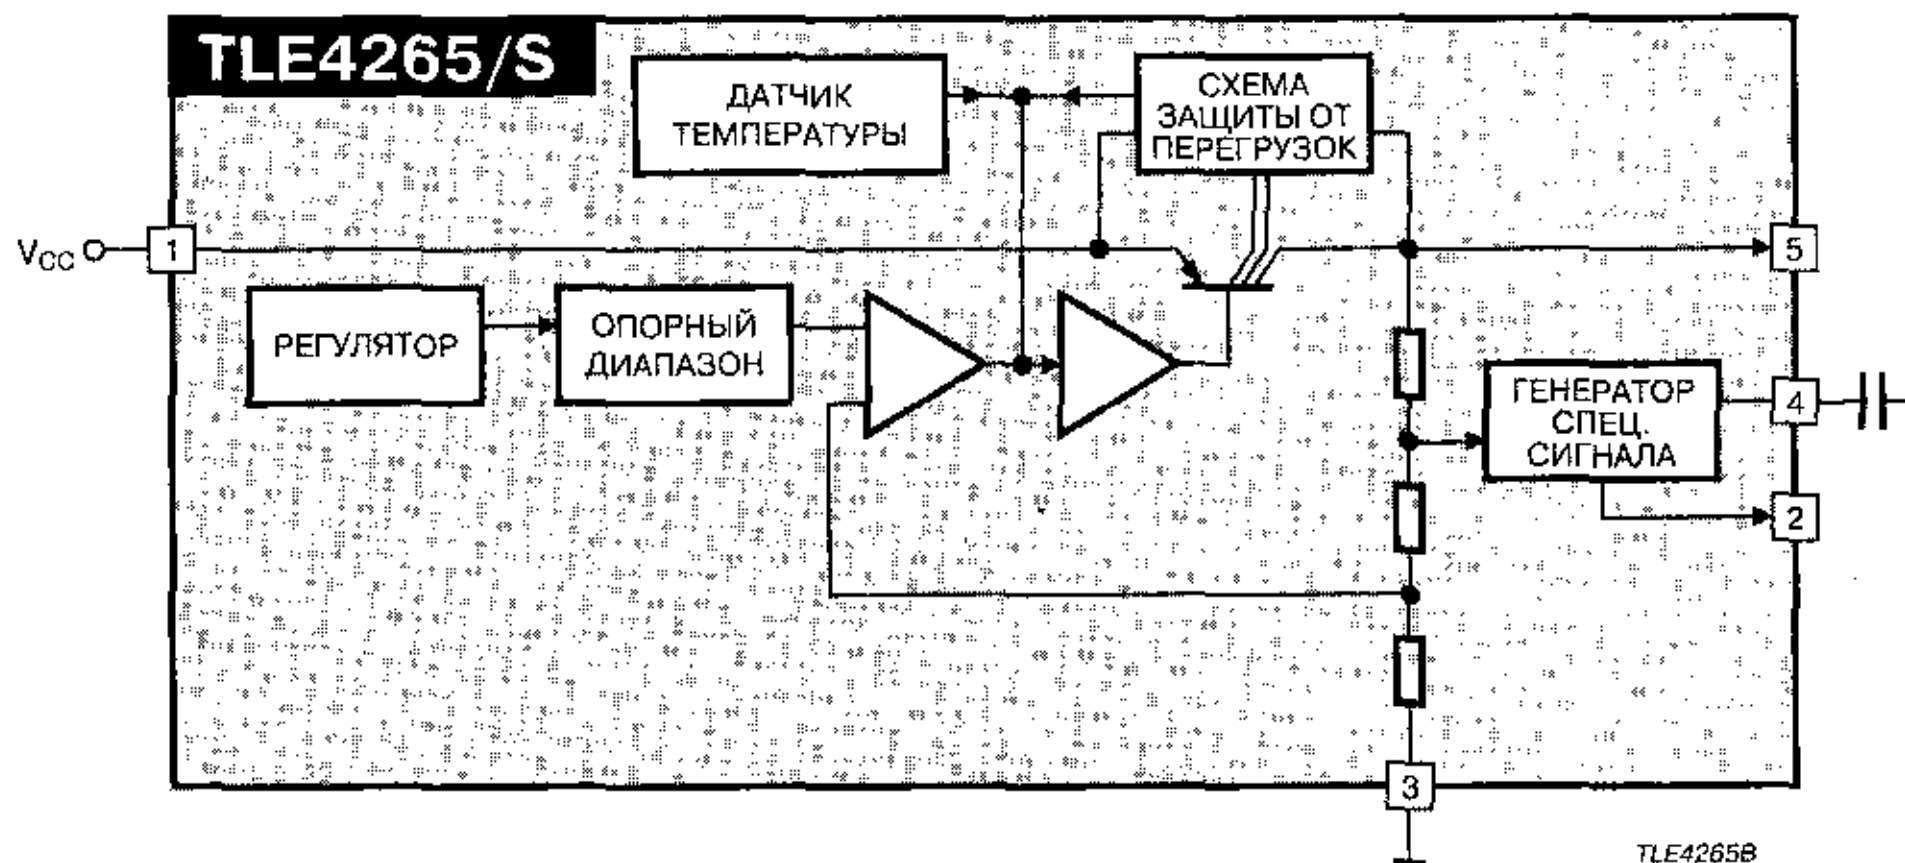 TLE4265/S
ДАТЧИК
ТЕМПЕРАТУРЫ
СХЕМА
ЗАЩИТЫ ОТ
ПЕРЕГРУЗОК
VCC
1
5
РЕГУЛЯТОР
ОПОРНЫЙ
ДИАПАЗОН
ГЕНЕРАТОР
СПЕЦ.
СИГНАЛА
4
2
3
TLE4265B